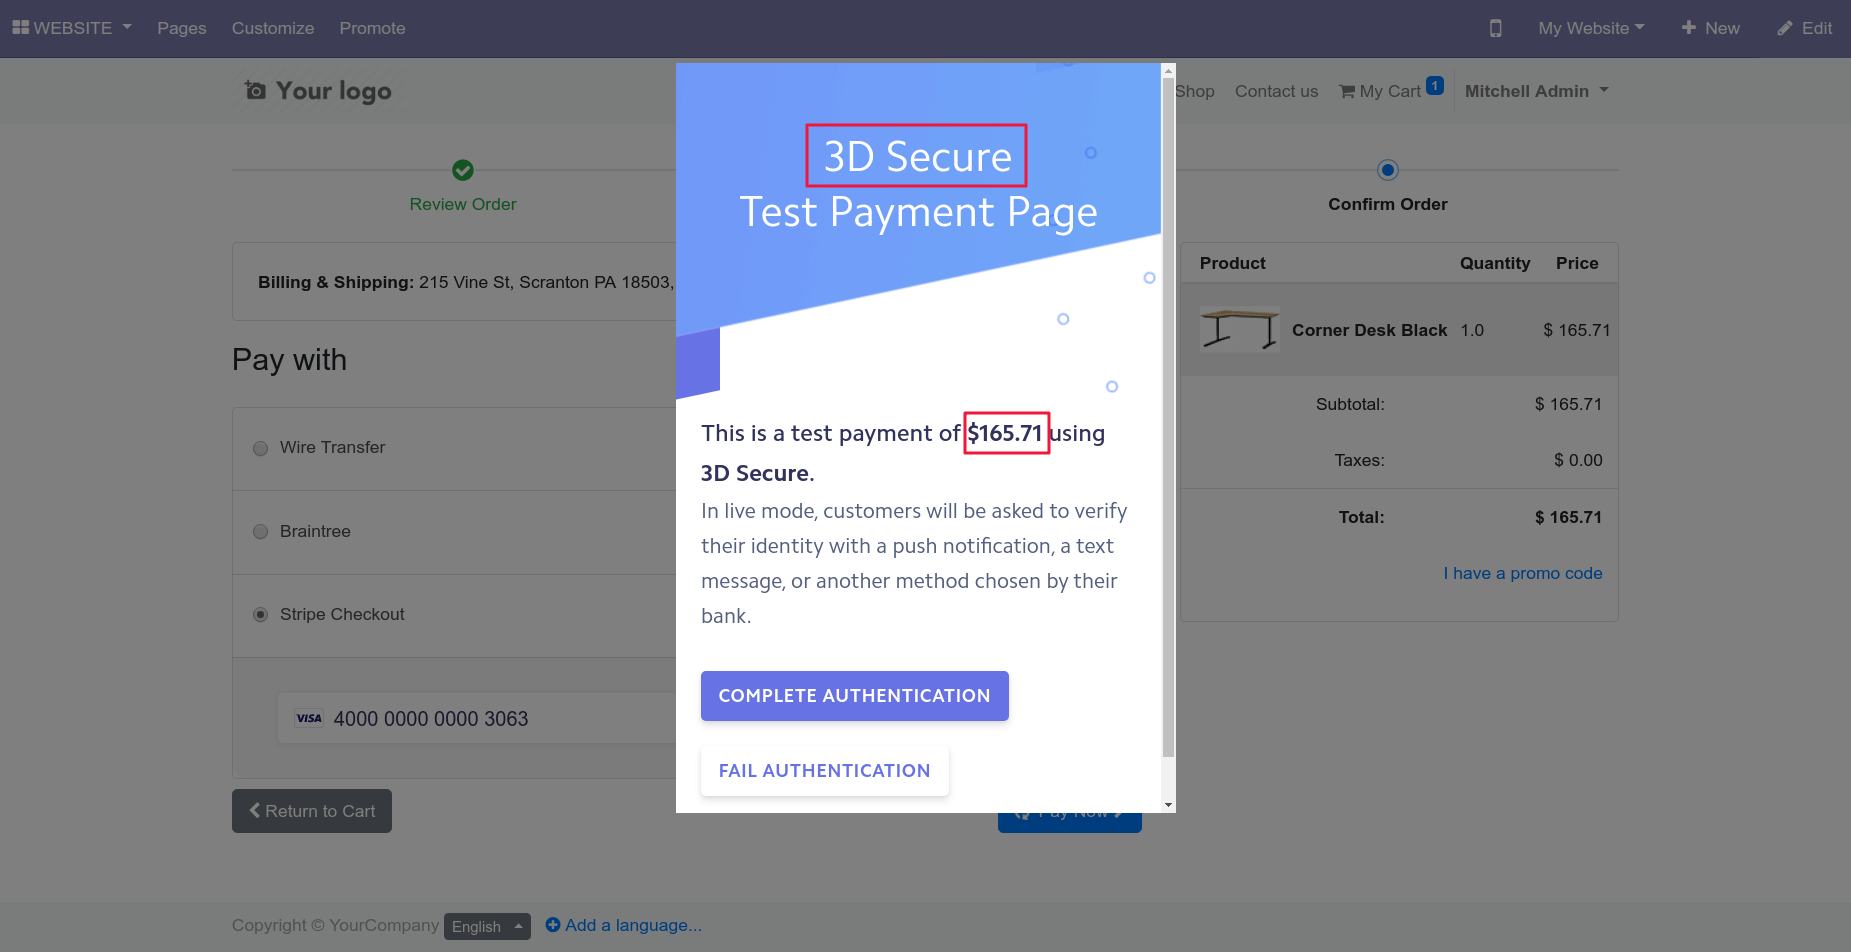 WEBSITE Pages Customize Promote My Website + New Edit
Your logo Shop Contact us My Cart 1 Mitchell Admin
Review Order Confirm Order
Billing & Shipping: 215 Vine St, Scranton PA 18503,
Pay with
Wire Transfer
Braintree
Stripe Checkout
VISA 4000 0000 0000 3063
Return to Cart
3D Secure
Test Payment Page
This is a test payment of $165.71 using
3D Secure.
In live mode, customers will be asked to verify
their identity with a push notification, a text
message, or another method chosen by their
bank.
COMPLETE AUTHENTICATION
FAIL AUTHENTICATION
Pay Now
Product Quantity Price
Corner Desk Black 1.0 $ 165.71
Subtotal: $ 165.71
Taxes: $ 0.00
Total: $ 165.71
I have a promo code
Copyright © YourCompany English Add a language...